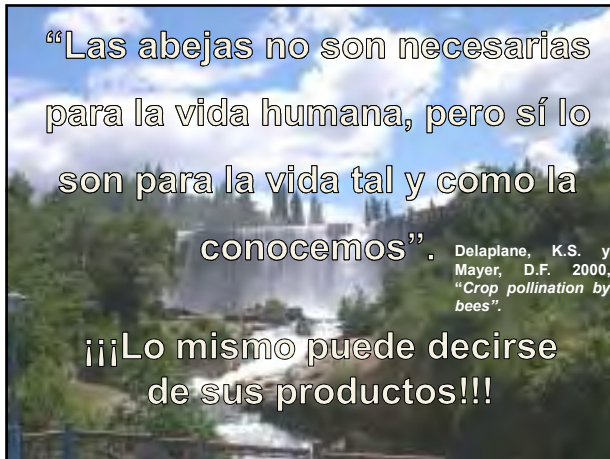 “Las abejas no son necesarias
para la vida humana, pero sí lo
son para la vida tal y como la
conocemos”.
Delaplane, K.S. y
Mayer, D.F. 2000,
“Crop pollination by
bees”.
¡¡¡Lo mismo puede decirse
de sus productos!!!